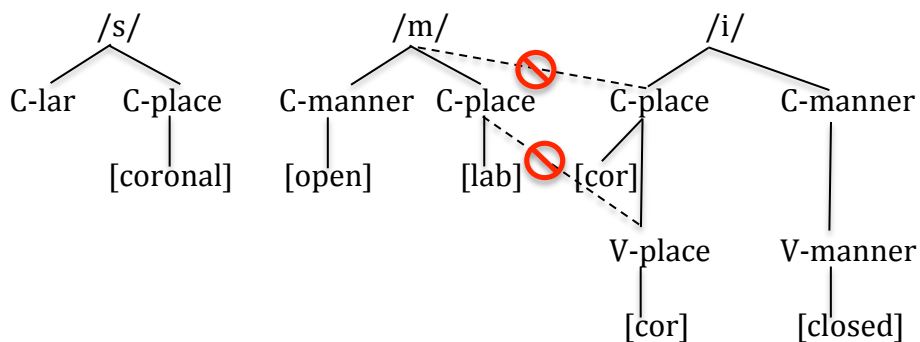 /s/ /m/ /i/
C-lar C-place C-manner C-place C-place C-manner
[coronal] [open] [lab] [cor]
V-place V-manner
[cor] [closed]